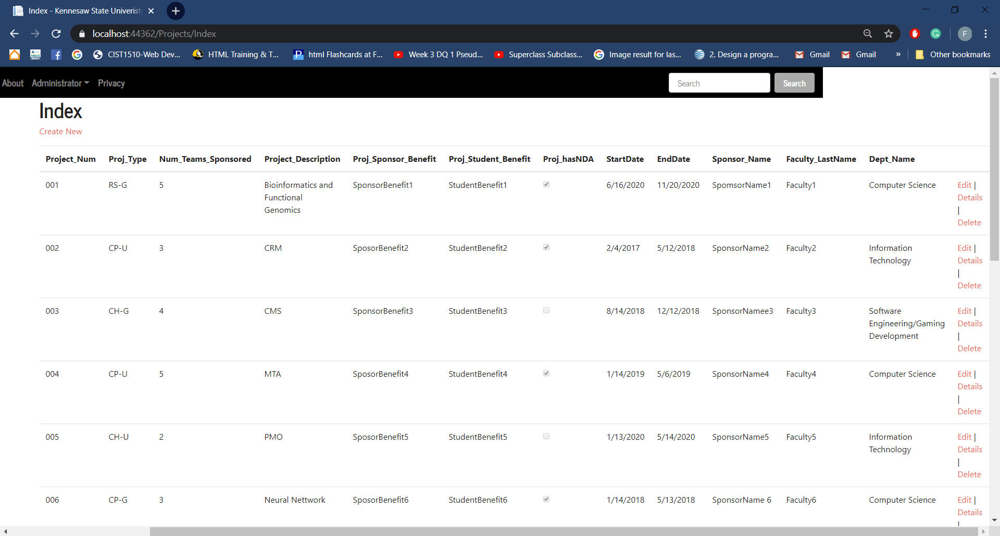 Index - Kennesaw State Univeristy
localhost:44362/Projects/Index
F
CIST1510-Web Dev... HTML Training & T... html Flashcards at F... Week 3 DQ 1 Pseud... Superclass Subclass... Image result for las... 2. Design a progra... Gmail Gmail » Other bookmarks
About Administrator Privacy Search Search
Index
Create New
Project_Num Proj_Type Num_Teams_Sponsored Project_Description Proj_Sponsor_Benefit Proj_Student_Benefit Proj_hasNDA StartDate EndDate Sponsor_Name Faculty_LastName Dept_Name
001 RS-G 5 Bioinformatics and SponsorBenefit1 StudentBenefit1 6/16/2020 11/20/2020 SpomsorName1 Faculty1 Computer Science Edit |
Functional Details
Genomics |
Delete
002 CP-U 3 CRM SposorBenefit2 StudentBenefit2 2/4/2017 5/12/2018 SponsorName2 Faculty2 Information Edit |
Technology Details
|
Delete
003 CH-G 4 CMS SponsorBenefit3 StudentBenefit3 8/14/2018 12/12/2018 SponsorNamee3 Faculty3 Software Edit |
Engineering/Gaming Details
Development |
Delete
004 CP-U 5 MTA SposorBenefit4 StudentBenefit4 1/14/2019 5/6/2019 SponsorName4 Faculty4 Computer Science Edit |
Details
|
Delete
005 CH-U 2 PMO SposorBenefit5 StudentBenefit5 1/13/2020 5/14/2020 SponsorName5 Faculty5 Information Edit |
Technology Details
|
Delete
006 CP-G 3 Neural Nettwork SposorBenefit6 StudentBenefit6 1/14/2018 5/13/2018 SponsorName 6 Faculty6 Computer Science Edit |
Details
|